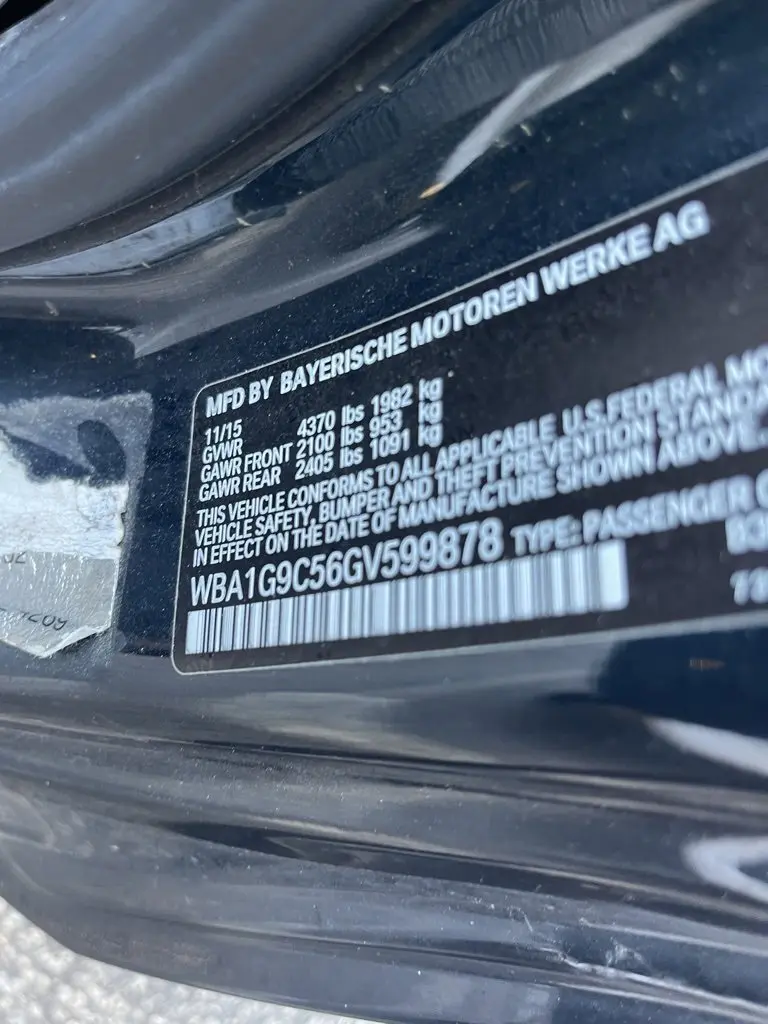 MFD BY BAYERISCHE MOTOREN WERKE AG
11/15
GVWR 4370 lbs 1982 kg
GAWR FRONT 2100 lbs 953 kg
GAWR REAR 2405 lbs 1091 kg
THIS VEHICLE CONFORMS TO ALL APPLICABLE U.S. FEDERAL MO
VEHICLE SAFETY, BUMPER AND THEFT PREVENTION STANDA
IN EFFECT ON THE DATE OF MANUFACTURE SHOWN ABOVE.
WBA1G9C56GV599878 TYPE: PASSENGER